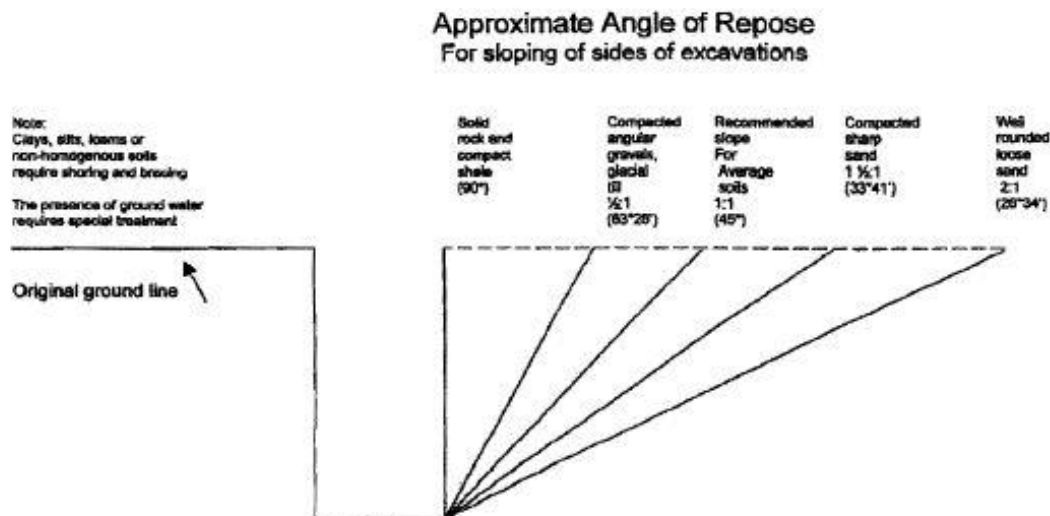 Approximate Angle of Repose
For sloping of sides of excavations
Note:
Clays, silts, loams or
non-homogenous soils
require shoring and bracing
The presence of ground water
requires special treatment
Solid
rock and
compact
shale
(90°)
Compacted
angular
gravels,
glacial
till
½:1
(63°26')
Recommended
slope
For
Average
soils
1:1
(45°)
Compacted
sharp
sand
1 ½:1
(33°41')
Well
rounded
loose
sand
2:1
(26°34')
Original ground line